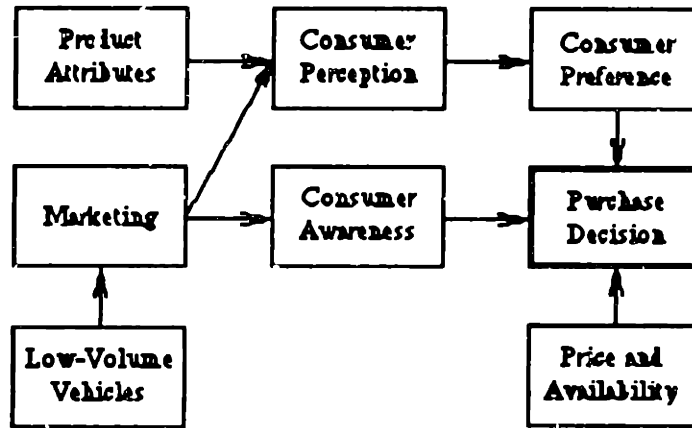 Product
Attributes
Consumer
Perception
Consumer
Preference
Marketing
Consumer
Awareness
Purchase
Decision
Low-Volume
Vehicles
Price and
Availability